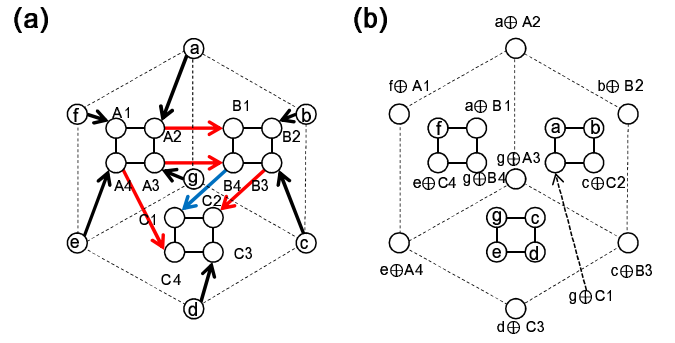 (a)
a
f
A1
A2
B1
b
B2
A4
A3
g
B4
B3
C1
C2
e
c
C4
C3
d
(b)
a⊕A2
f⊕A1
b⊕B2
a⊕B1
f
a
b
g⊕A3
e⊕C4
g⊕B4
c⊕C2
g
c
e
d
e⊕A4
c⊕B3
g⊕C1
d⊕C3